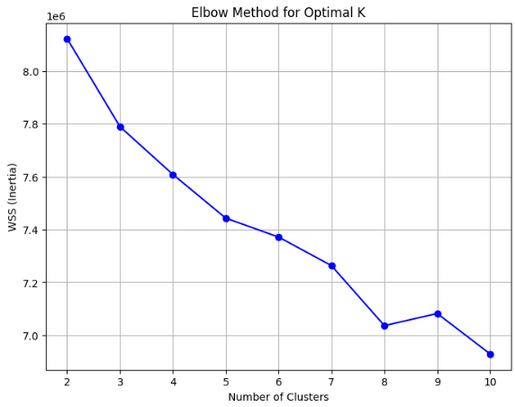 Elbow Method for Optimal K
1e6
8.0
7.8
7.6
7.4
7.2
7.0
WSS (Inertia)
2 3 4 5 6 7 8 9 10
Number of Clusters